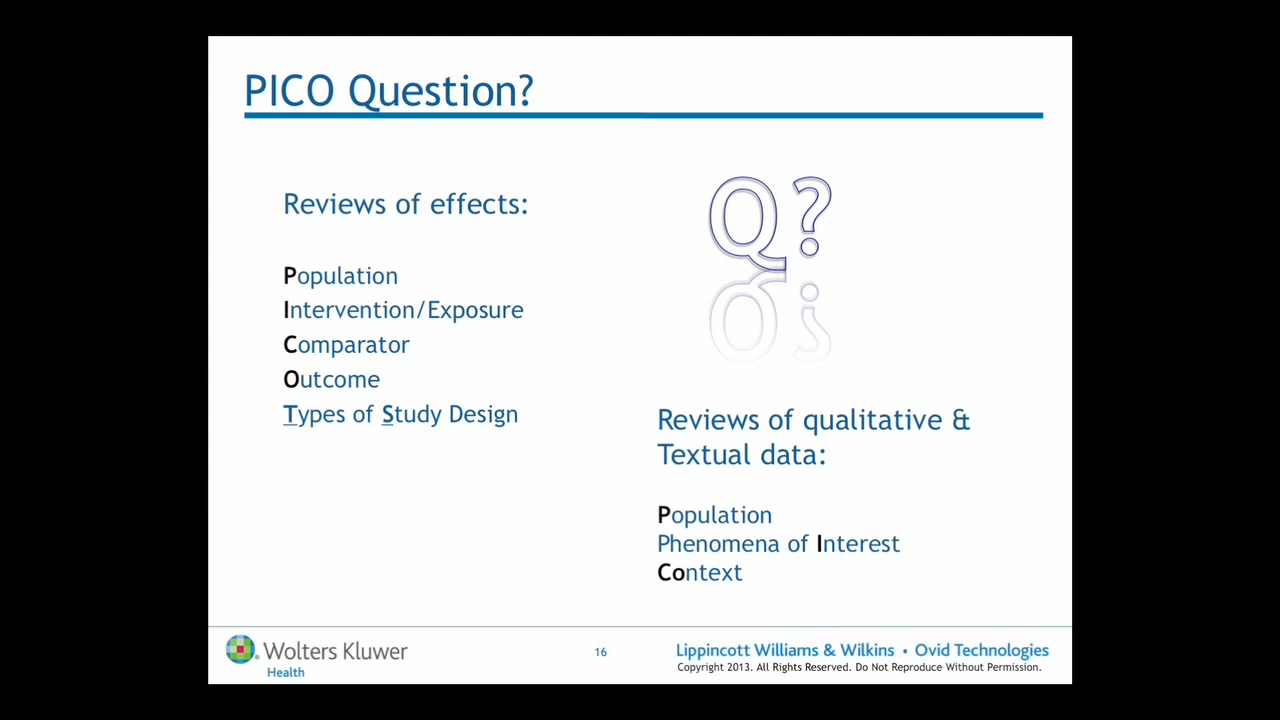 PICO Question?
Reviews of effects:
Population
Intervention/Exposure
Comparator
Outcome
Types of Study Design
Q?
Reviews of qualitative &
Textual data:
Population
Phenomena of Interest
Context
Wolters Kluwer
Health
16
Lippincott Williams & Wilkins • Ovid Technologies
Copyright 2013. All Rights Reserved. Do Not Reproduce Without Permission.